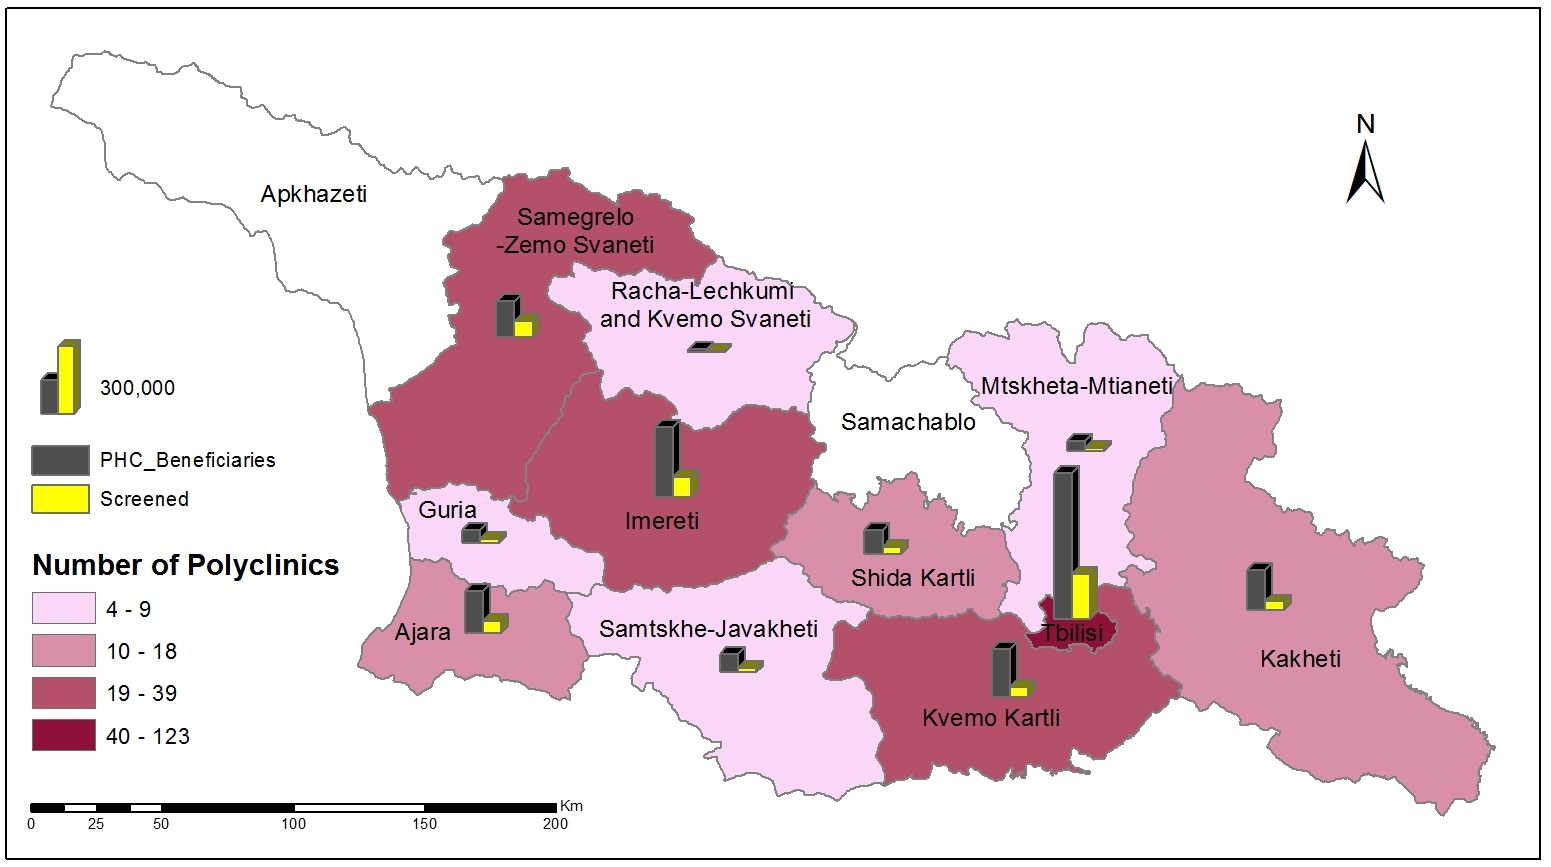 N
Apkhazeti
Samegrelo
-Zemo Svaneti
Racha-Lechkumi
and Kvemo Svaneti
Mtskheta-Mtianeti
Samachablo
Guria
Imereti
Shida Kartli
Ajara
Samtskhe-Javakheti
Tbilisi
Kakheti
Kvemo Kartli
300,000
PHC_Beneficiaries
Screened
Number of Polyclinics
4 - 9
10 - 18
19 - 39
40 - 123
Km
0 25 50 100 150 200